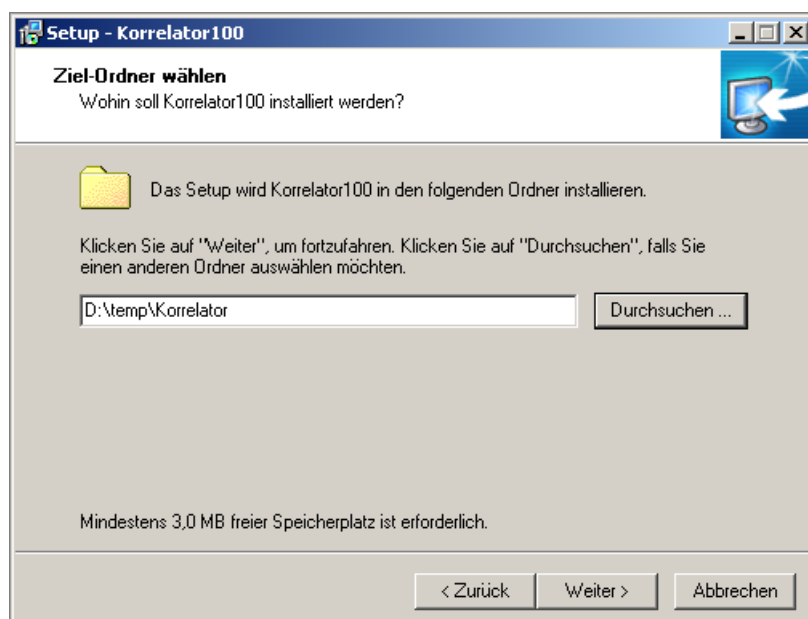 Setup - Korrelator100
Ziel-Ordner wählen
Wohin soll Korrelator100 installiert werden?
Das Setup wird Korrelator100 in den folgenden Ordner installieren.
Klicken Sie auf "Weiter", um fortzufahren. Klicken Sie auf "Durchsuchen", falls Sie
einen anderen Ordner auswählen möchten.
D:\temp\Korrelator
Durchsuchen ...
Mindestens 3,0 MB freier Speicherplatz ist erforderlich.
< Zurück
Weiter >
Abbrechen